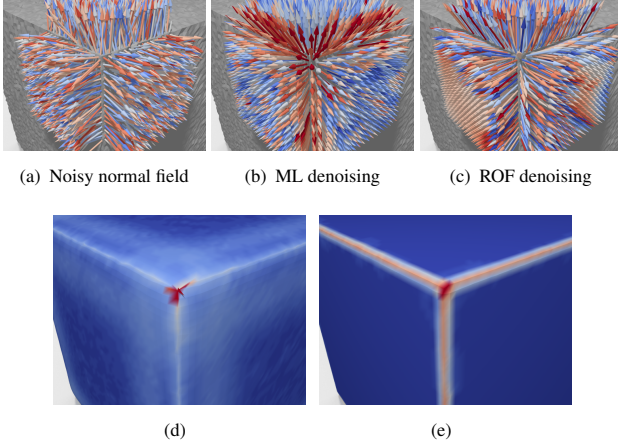 (a) Noisy normal field
(b) ML denoising
(c) ROF denoising
(d)
(e)